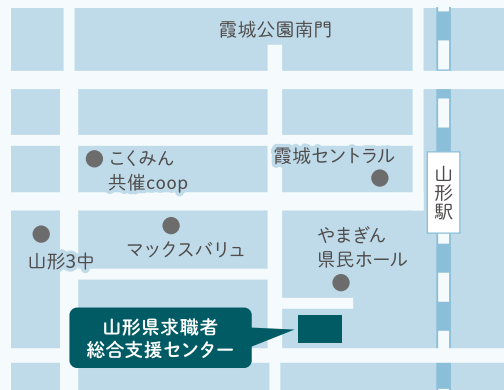 霞城公園南門
こくみん
共催coop
霞城セントラル
山形駅
山形3中
マックスバリュ
やまぎん
県民ホール
山形県求職者
総合支援センター